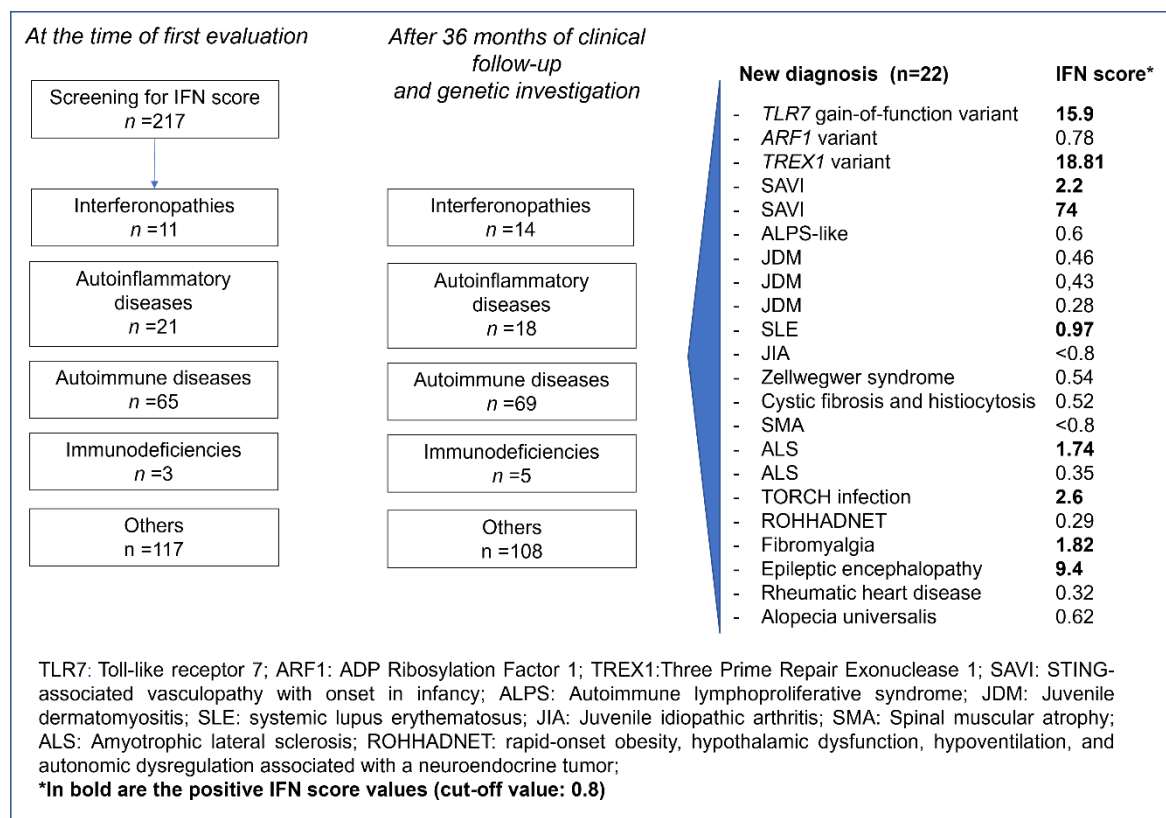 At the time of first evaluation
Screening for IFN score
n =217
Interferonopathies
n =11
Autoinflammatory
diseases
n =21
Autoimmune diseases
n =65
Immunodeficiencies
n =3
Others
n =117
After 36 months of clinical
follow-up
and genetic investigation
Interferonopathies
n =14
Autoinflammatory
diseases
n =18
Autoimmune diseases
n =69
Immunodeficiencies
n =5
Others
n =108
New diagnosis (n=22) IFN score*
- TLR7 gain-of-function variant 15.9
- ARF1 variant 0.78
- TREX1 variant 18.81
- SAVI 2.2
- SAVI 74
- ALPS-like 0.6
- JDM 0.46
- JDM 0,43
- JDM 0.28
- SLE 0.97
- JIA <0.8
- Zellwegwer syndrome 0.54
- Cystic fibrosis and histiocytosis 0.52
- SMA <0.8
- ALS 1.74
- ALS 0.35
- TORCH infection 2.6
- ROHHADNET 0.29
- Fibromyalgia 1.82
- Epileptic encephalopathy 9.4
- Rheumatic heart disease 0.32
- Alopecia universalis 0.62
TLR7: Toll-like receptor 7; ARF1: ADP Ribosylation Factor 1; TREX1:Three Prime Repair Exonuclease 1; SAVI: STING-
associated vasculopathy with onset in infancy; ALPS: Autoimmune lymphoproliferative syndrome; JDM: Juvenile
dermatomyositis; SLE: systemic lupus erythematosus; JIA: Juvenile idiopathic arthritis; SMA: Spinal muscular atrophy;
ALS: Amyotrophic lateral sclerosis; ROHHADNET: rapid-onset obesity, hypothalamic dysfunction, hypoventilation, and
autonomic dysregulation associated with a neuroendocrine tumor;
*In bold are the positive IFN score values (cut-off value: 0.8)